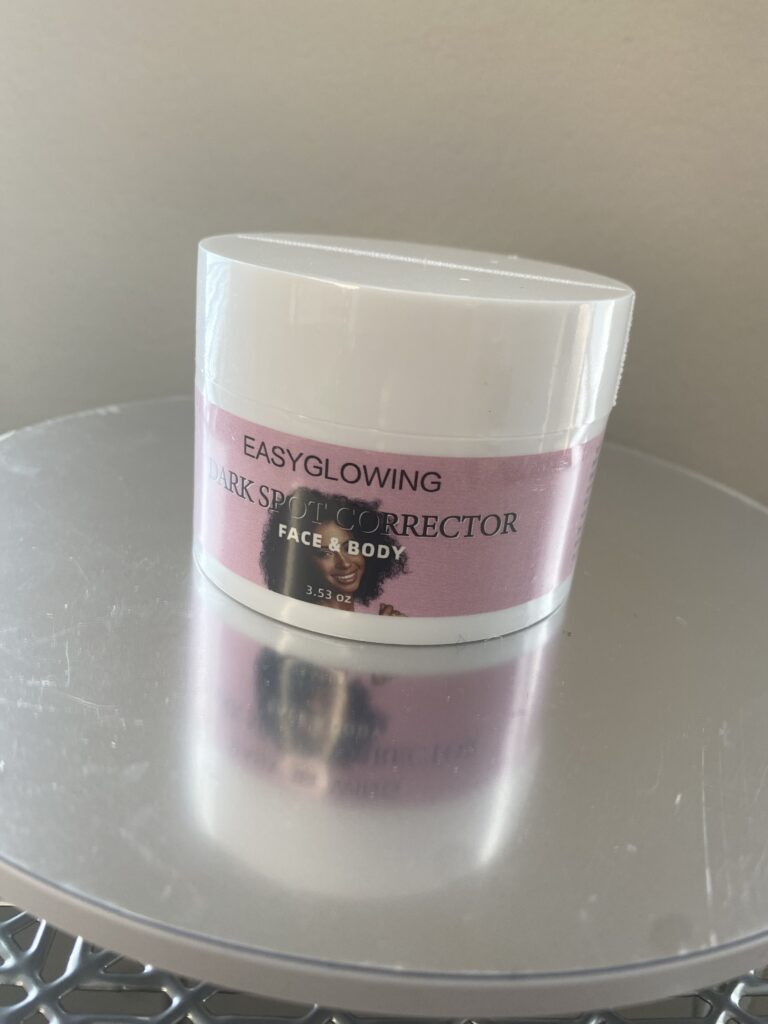 EASYGLOWING
DARK SPOT CORRECTOR
FACE & BODY
3.53 oz